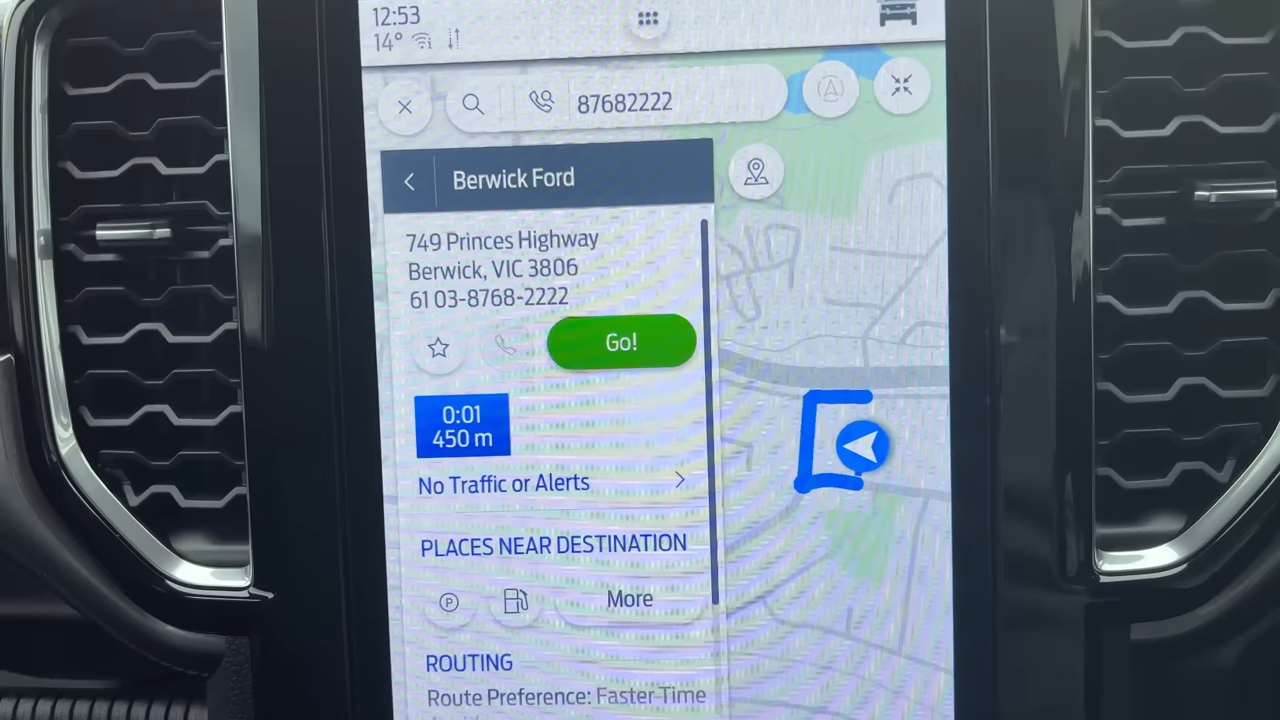 12:53
14°
87682222
Berwick Ford
749 Princes Highway
Berwick, VIC 3806
61 03-8768-2222
Go!
0:01
450 m
No Traffic or Alerts
PLACES NEAR DESTINATION
P
More
ROUTING
Route Preference: Faster Time